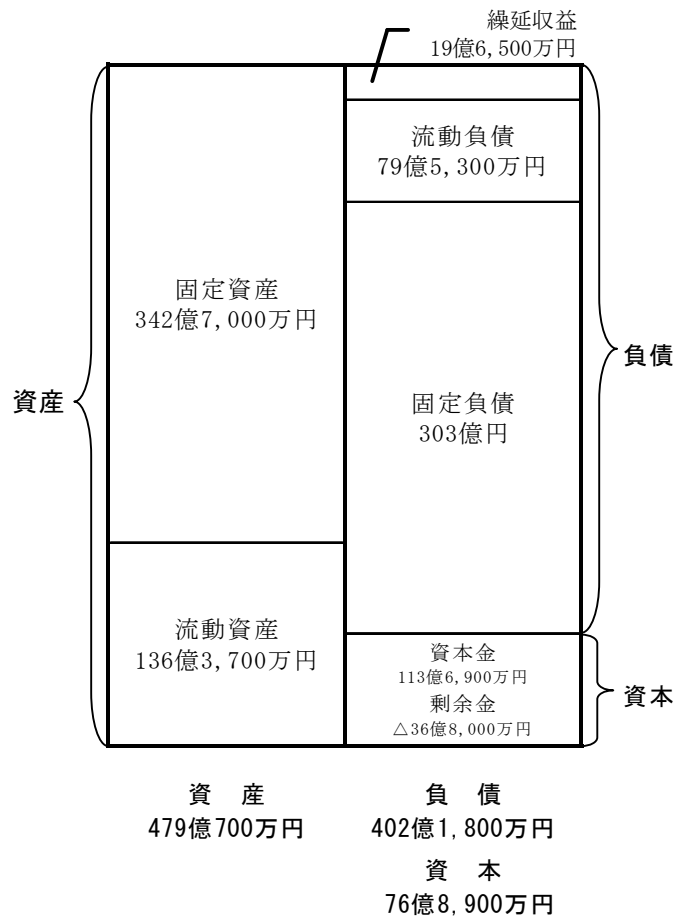 繰延収益
19億6,500万円
流動負債
79億5,300万円
固定資産
342億7,000万円
負債
資産
固定負債
303億円
流動資産
136億3,700万円
資本金
113億6,900万円
剰余金
△36億8,000万円
資本
資 産
479億700万円
負 債
402億1,800万円
資 本
76億8,900万円